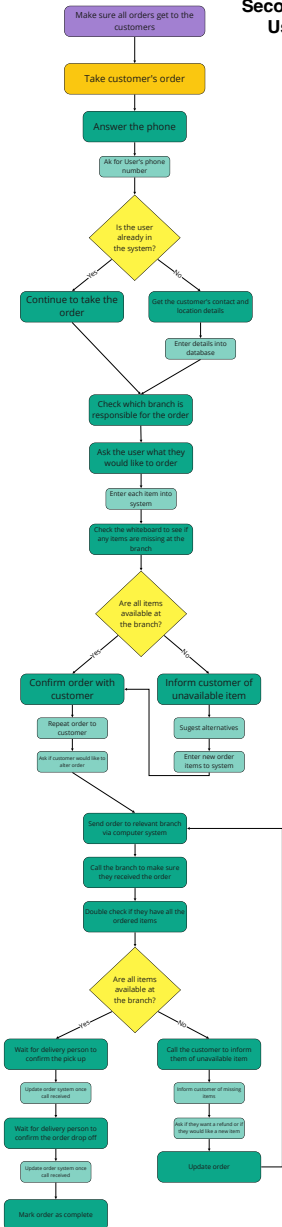 Make sure all orders get to the
customers
Seco
Us
Take customer's order
Answer the phone
Ak for User's phone
number
Is the user
already in
the system?
Yes
No
Continue to take the
order
Get the customer's contact and
location details
Enter details into
database
Check which branch is
responsible for the order
Ask the user what they
would like to order
Enter each item into
system
Check the whiteboard to see if
any items are missing at the
branch
Are all items
available at
the branch?
Yes
No
Confirm order with
customer
Inform customer of
unavailable item
Repeat order to
customer
Sugest alternatives
Ask if customer would like to
alter order
Enter new order
items to system
Send order to relevant branch
via computer system
Call the branch to make sure
they received the order
Double check if they have all the
ordered items
Are all items
available at
the branch?
Yes
No
Wait for delivery person to
confirm the pick up
Call the customer to inform
them of unavailable item
Update order system once
call received
Inform customer of missing
items
Wait for delivery person to
confirm the order drop off
Ask if they want a refund or if
they would like a new item
Update order system once
call received
Update order
Mark order as complete